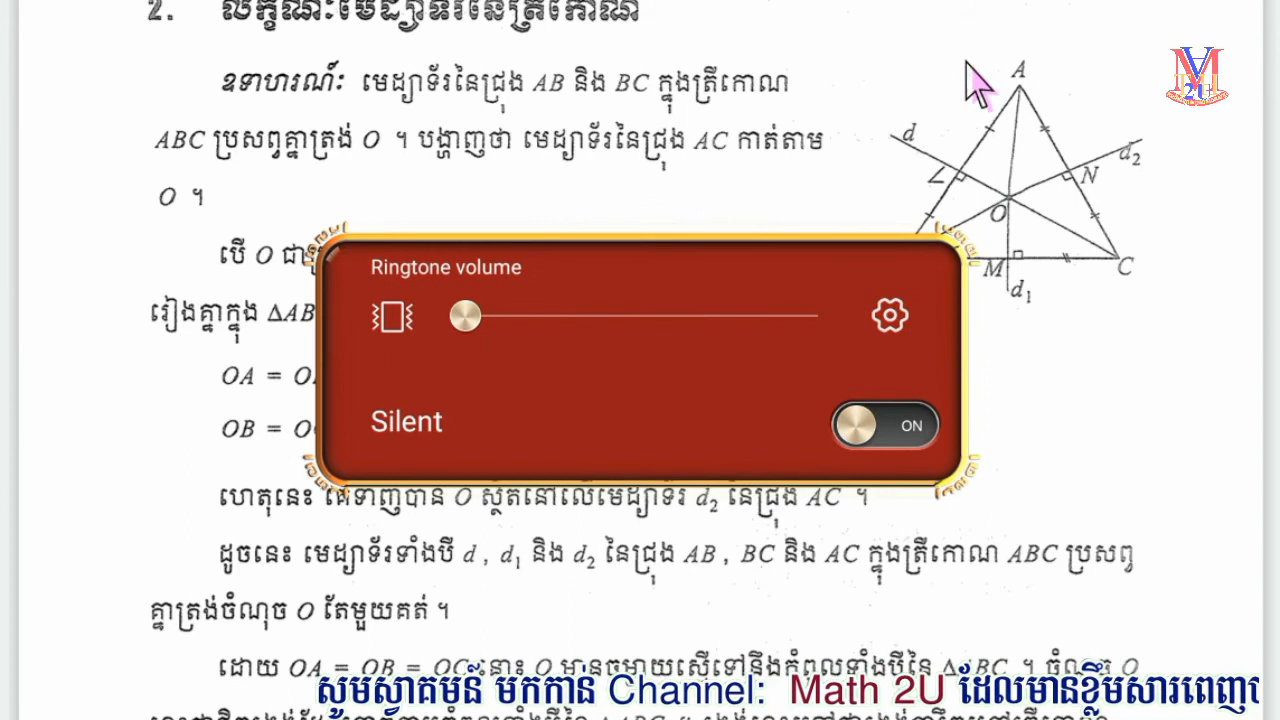 2. លក្ខណៈមេដ្យាទ័រនៃត្រីកោណ
ឧទាហរណ៍ៈ មេដ្យាទ័រនៃជ្រុង AB និង BC ក្នុងត្រីកោណ
ABC ប្រសព្វគ្នាត្រង់ O ។ បង្ហាញថា មេដ្យាទ័រនៃជ្រុង AC កាត់តាម
O ។
A
d
d₂
L
N
O
M
C
d₁
បើ O
រៀងគ្នាក្នុង ΔAB
OA =
OB =
Ringtone volume
Silent
ON
ហេតុនេះ គេទាញបាន O ស្ថិតនៅលើមេដ្យាទ័រ d₂ នៃជ្រុង AC ។
ដូចនេះ មេដ្យាទ័រទាំងបី d , d₁ និង d₂ នៃជ្រុង AB , BC និង AC ក្នុងត្រីកោណ ABC ប្រសព្វ
គ្នាត្រង់ចំណុច O តែមួយគត់ ។
ដោយ OA = OB = OC នោះ O មានចម្ងាយស្មើទៅនឹងកំពូលទាំងបីនៃ ΔABC ។ ចំណុច O
សូមស្វាគមន៍ មកកាន់ Channel: Math 2U ដែលមានខ្លឹមសារពេញ